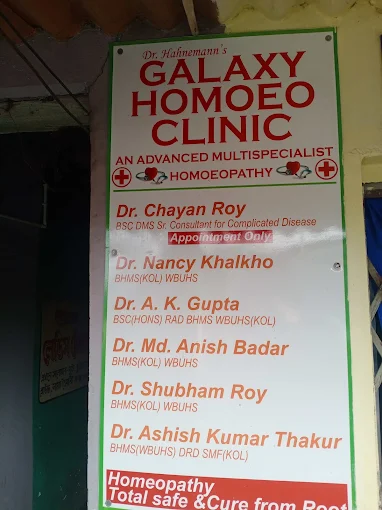 Dr. Hahnemann's
GALAXY
HOMOEO
CLINIC
AN ADVANCED MULTISPECIALIST
HOMOEOPATHY
Dr. Chayan Roy
BSC DMS Sr. Consultant for Complicated Disease
Appointment Only
Dr. Nancy Khalkho
BHMS(KOL) WBUHS
Dr. A. K. Gupta
BSC(HONS) RAD BHMS WBUHS(KOL)
Dr. Md. Anish Badar
BHMS(KOL) WBUHS
Dr. Shubham Roy
BHMS(KOL) WBUHS
Dr. Ashish Kumar Thakur
BHMS(WBUHS) DRD SMF(KOL)
Homeopathy
Total safe &Cure from Root